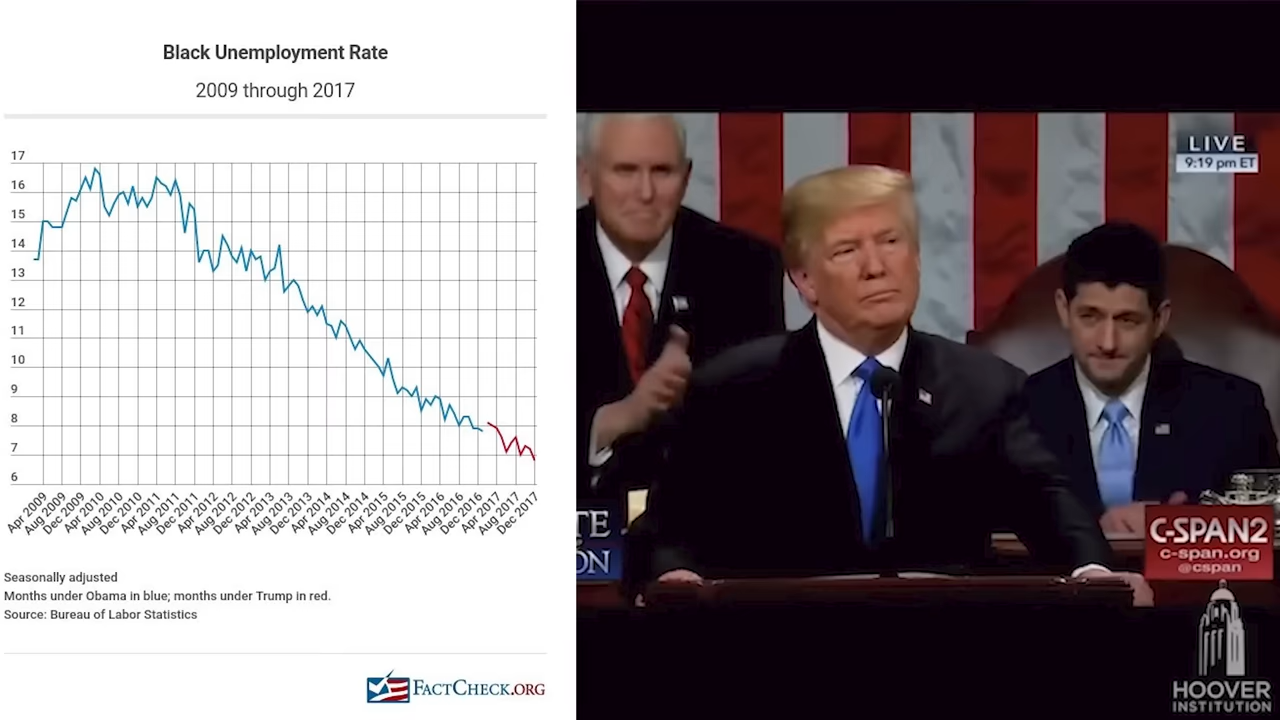 Black Unemployment Rate
2009 through 2017
17
16
15
14
13
12
11
10
9
8
7
6
Apr 2009
Aug 2009
Dec 2009
Apr 2010
Aug 2010
Dec 2010
Apr 2011
Aug 2011
Dec 2011
Apr 2012
Aug 2012
Dec 2012
Apr 2013
Aug 2013
Dec 2013
Apr 2014
Aug 2014
Dec 2014
Apr 2015
Aug 2015
Dec 2015
Apr 2016
Aug 2016
Dec 2016
Apr 2017
Aug 2017
Dec 2017
Seasonally adjusted
Months under Obama in blue; months under Trump in red.
Source: Bureau of Labor Statistics
FACTCHECK.ORG
LIVE
9:19 pm ET
TE
ON
C-SPAN2
c-span.org
@cspan
HOOVER
INSTITUTION